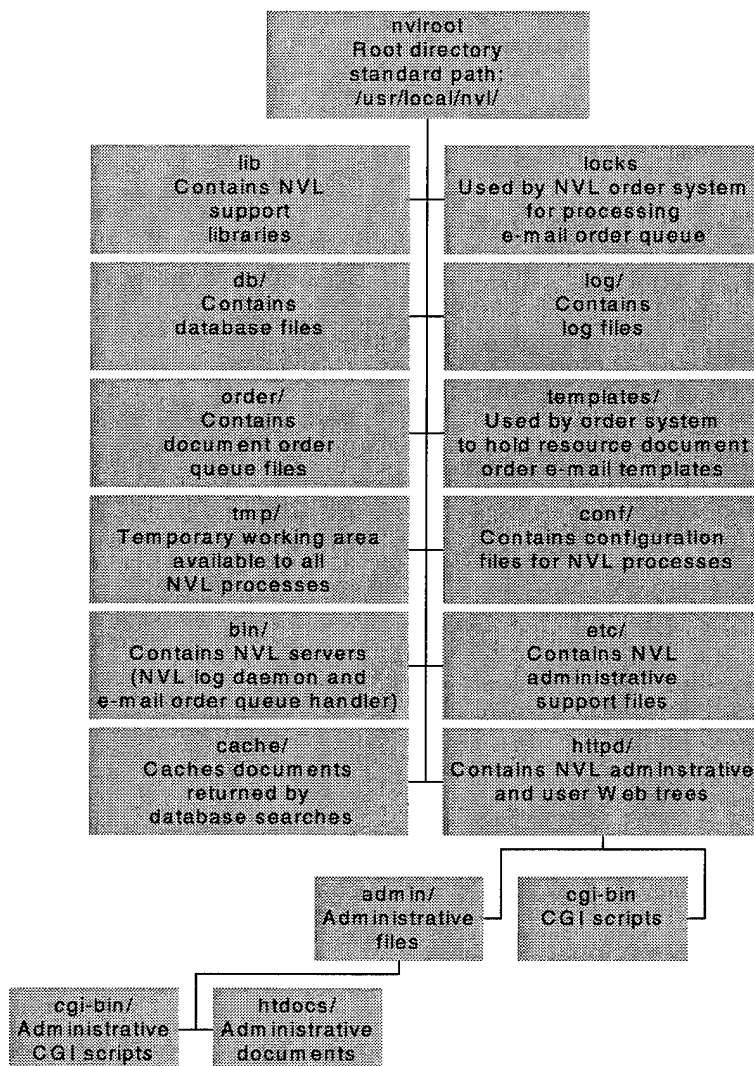 nvlroot
Root directory
standard path:
/usr/local/nvl/
lib
Contains NVL
support
libraries
locks
Used by NVL order system
for processing
e-mail order queue
db/
Contains
database files
log/
Contains
log files
order/
Contains
document order
queue files
templates/
Used by order system
to hold resource document
order e-mail templates
tmp/
Temporary working area
available to all
NVL processes
conf/
Contains configuration
files for NVL processes
bin/
Contains NVL servers
(NVL log daemon and
e-mail order queue handler)
etc/
Contains NVL
administrative
support files
cache/
Caches documents
returned by
database searches
httpd/
Contains NVL adminstrative
and user Web trees
admin/
Administrative
files
cgi-bin
CGI scripts
cgi-bin/
Administrative
CGI scripts
htdocs/
Administrative
documents